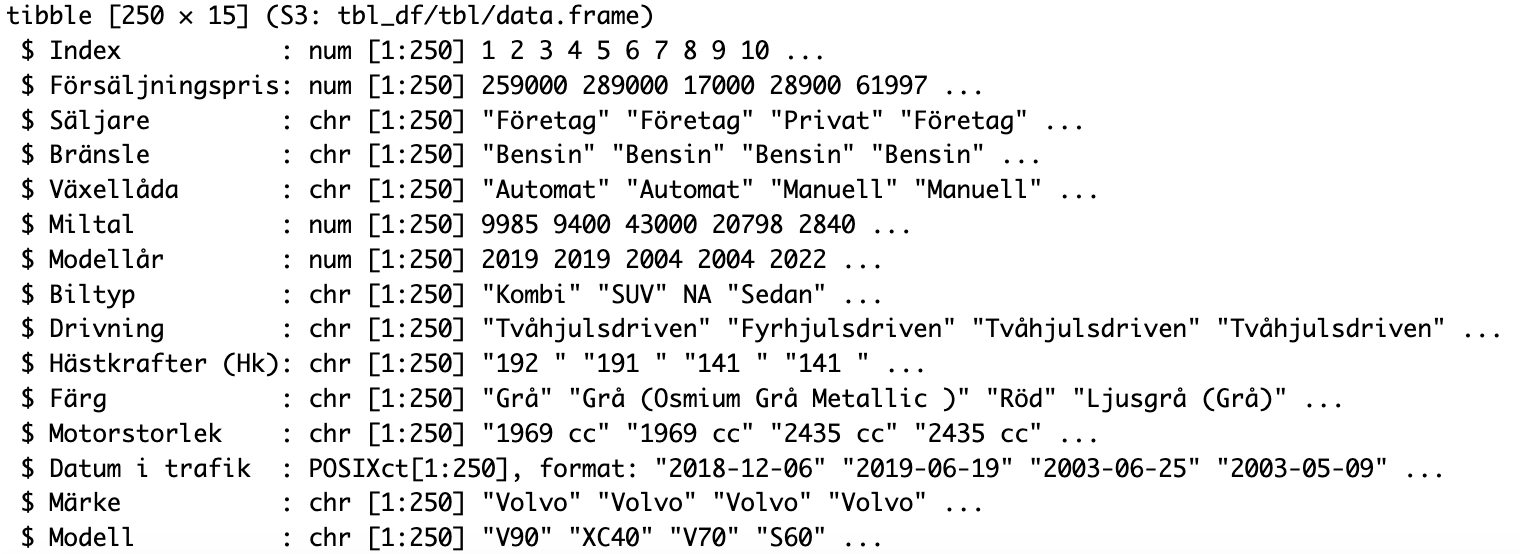 tibble [250 × 15] (S3: tbl_df/tbl/data.frame)
 $ Index           : num [1:250] 1 2 3 4 5 6 7 8 9 10 ...
 $ Försäljningspris: num [1:250] 259000 289000 17000 28900 61997 ...
 $ Säljare         : chr [1:250] "Företag" "Företag" "Privat" "Företag" ...
 $ Bränsle         : chr [1:250] "Bensin" "Bensin" "Bensin" "Bensin" ...
 $ Växellåda       : chr [1:250] "Automat" "Automat" "Manuell" "Manuell" ...
 $ Miltal          : num [1:250] 9985 9400 43000 20798 2840 ...
 $ Modellår        : num [1:250] 2019 2019 2004 2004 2022 ...
 $ Biltyp          : chr [1:250] "Kombi" "SUV" NA "Sedan" ...
 $ Drivning        : chr [1:250] "Tvåhjulsdriven" "Fyrhjulsdriven" "Tvåhjulsdriven" "Tvåhjulsdriven" ...
 $ Hästkrafter (Hk): chr [1:250] "192 " "191 " "141 " "141 " ...
 $ Färg            : chr [1:250] "Grå" "Grå (Osmium Grå Metallic )" "Röd" "Ljusgrå (Grå)" ...
 $ Motorstorlek    : chr [1:250] "1969 cc" "1969 cc" "2435 cc" "2435 cc" ...
 $ Datum i trafik  : POSIXct[1:250], format: "2018-12-06" "2019-06-19" "2003-06-25" "2003-05-09" ...
 $ Märke           : chr [1:250] "Volvo" "Volvo" "Volvo" "Volvo" ...
 $ Modell          : chr [1:250] "V90" "XC40" "V70" "S60" ...